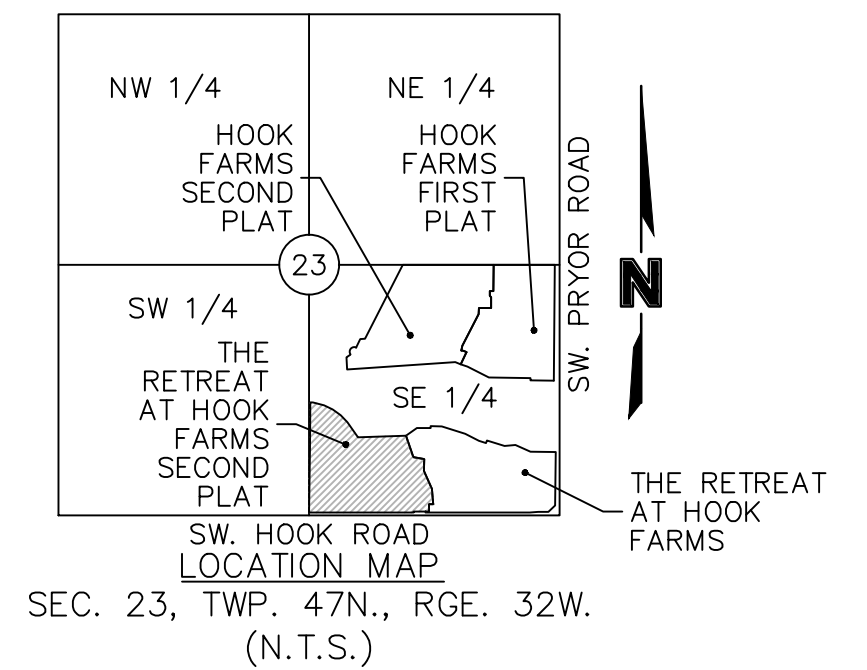 NW 1/4
NE 1/4
HOOK
FARMS
SECOND
PLAT
HOOK
FARMS
FIRST
PLAT
SW. PRYOR ROAD
N
23
SW 1/4
THE
RETREAT
AT HOOK
FARMS
SECOND
PLAT
SE 1/4
THE RETREAT
AT HOOK
FARMS
SW. HOOK ROAD
LOCATION MAP
SEC. 23, TWP. 47N., RGE. 32W.
(N.T.S.)